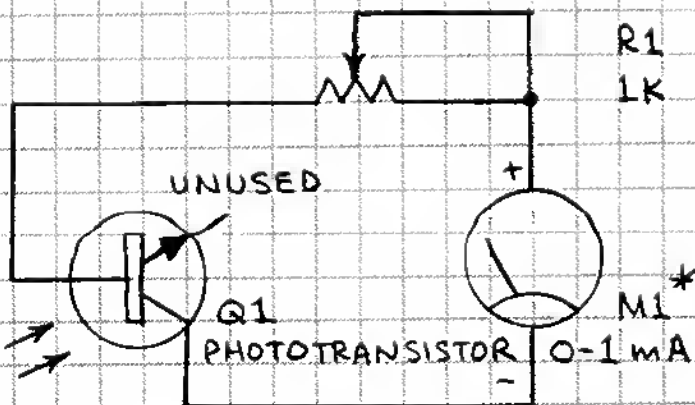 R1
1K
UNUSED
+
Q1
M1*
PHOTOTRANSISTOR
0-1 mA
-